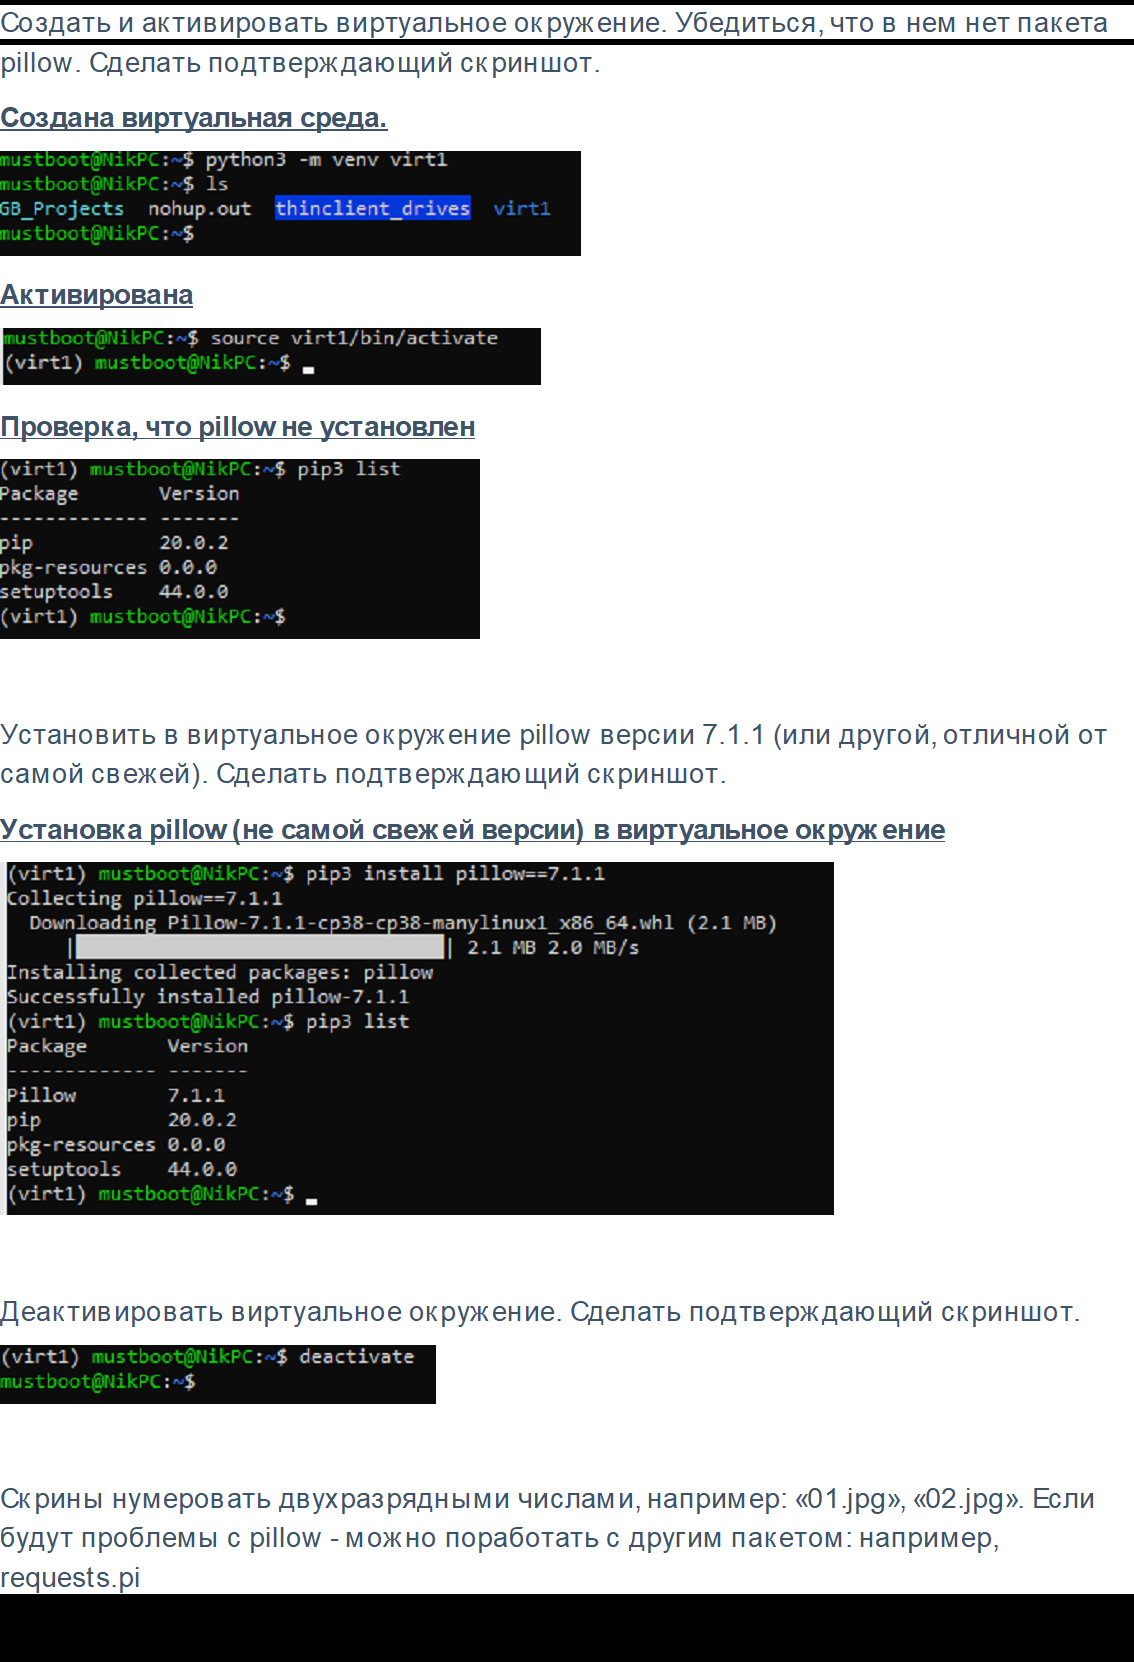 Создать и активировать виртуальное окружение. Убедиться, что в нем нет пакета
pillow. Сделать подтверждающий скриншот.
Создана виртуальная среда.
mustboot@NikPC:~$ python3 -m venv virt1
mustboot@NikPC:~$ ls
GB_Projects nohup.out thinclient_drives virt1
mustboot@NikPC:~$
Активирована
mustboot@NikPC:~$ source virt1/bin/activate
(virt1) mustboot@NikPC:~$
Проверка, что pillow не установлен
(virt1) mustboot@NikPC:~$ pip3 list
Package Version
------------- -------
pip 20.0.2
pkg-resources 0.0.0
setuptools 44.0.0
(virt1) mustboot@NikPC:~$
Установить в виртуальное окружение pillow версии 7.1.1 (или другой, отличной от
самой свежей). Сделать подтверждающий скриншот.
Установка pillow (не самой свежей версии) в виртуальное окружение
(virt1) mustboot@NikPC:~$ pip3 install pillow==7.1.1
Collecting pillow==7.1.1
Downloading Pillow-7.1.1-cp38-cp38-manylinux1_x86_64.whl (2.1 MB)
| | 2.1 MB 2.0 MB/s
Installing collected packages: pillow
Successfully installed pillow-7.1.1
(virt1) mustboot@NikPC:~$ pip3 list
Package Version
------------- -------
Pillow 7.1.1
pip 20.0.2
pkg-resources 0.0.0
setuptools 44.0.0
(virt1) mustboot@NikPC:~$
Деактивировать виртуальное окружение. Сделать подтверждающий скриншот.
(virt1) mustboot@NikPC:~$ deactivate
mustboot@NikPC:~$
Скрины нумеровать двухразрядными числами, например: «01.jpg», «02.jpg». Если
будут проблемы с pillow - можно поработать с другим пакетом: например,
requests.pi